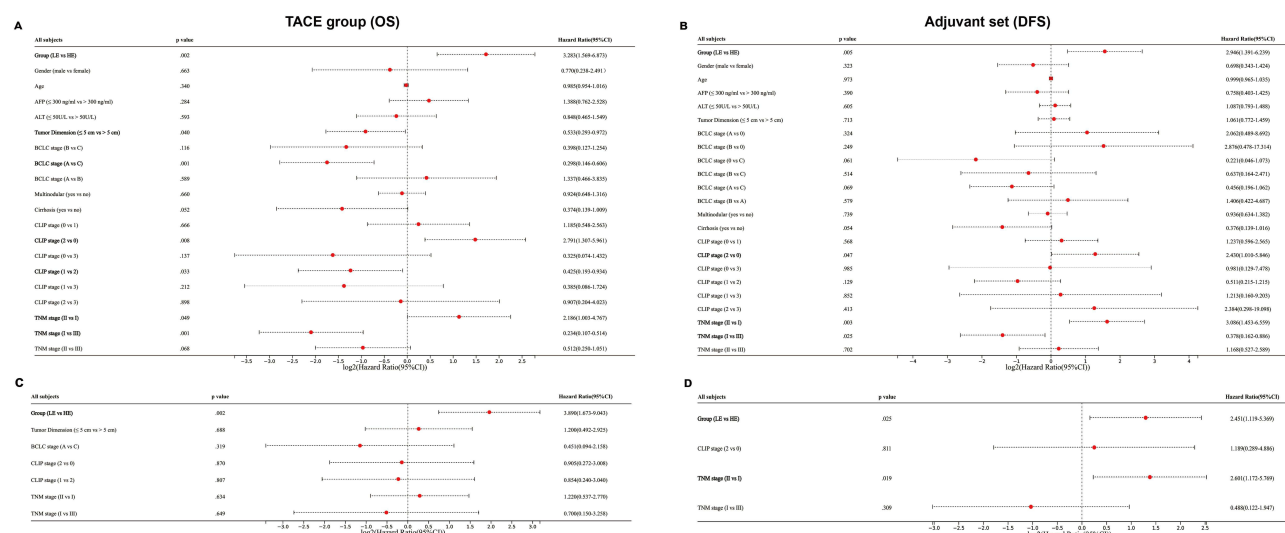 TACE group (OS)
Adjuvant set (DFS)
A
All subjects p value Hazard Ratio(95%CI)
Group (LE vs HE) .002 3.283(1.569-6.873)
Gender (male vs female) .663 0.770(0.238-2.491)
Age .340 0.985(0.954-1.016)
AFP (≤ 300 ng/ml vs > 300 ng/ml) .284 1.388(0.762-2.528)
ALT (≤ 50U/L vs > 50U/L) .593 0.848(0.465-1.549)
Tumor Dimension (≤ 5 cm vs > 5 cm) .040 0.533(0.293-0.972)
BCLC stage (B vs C) .116 0.398(0.127-1.254)
BCLC stage (A vs C) .001 0.298(0.146-0.606)
BCLC stage (A vs B) .589 1.337(0.466-3.835)
Multinodular (yes vs no) .660 0.924(0.648-1.316)
Cirrhosis (yes vs no) .052 0.374(0.139-1.009)
CLIP stage (0 vs 1) .666 1.185(0.548-2.563)
CLIP stage (2 vs 0) .008 2.791(1.307-5.961)
CLIP stage (0 vs 3) .137 0.325(0.074-1.432)
CLIP stage (1 vs 2) .033 0.425(0.193-0.934)
CLIP stage (1 vs 3) .212 0.385(0.086-1.724)
CLIP stage (2 vs 3) .898 0.907(0.204-4.023)
TNM stage (II vs I) .049 2.186(1.003-4.767)
TNM stage (I vs III) .001 0.234(0.107-0.514)
TNM stage (II vs III) .068 0.512(0.250-1.051)
-3.5 -3.0 -2.5 -2.0 -1.5 -1.0 -0.5 0.0 0.5 1.0 1.5 2.0 2.5
log2(Hazard Ratio(95%CI))
B
All subjects p value Hazard Ratio(95%CI)
Group (LE vs HE) .005 2.946(1.391-6.239)
Gender (male vs female) .323 0.698(0.343-1.424)
Age .973 0.999(0.965-1.035)
AFP (≤ 300 ng/ml vs > 300 ng/ml) .390 0.758(0.403-1.425)
ALT (≤ 50U/L vs > 50U/L) .605 1.087(0.793-1.488)
Tumor Dimension (≤ 5 cm vs > 5 cm) .713 1.061(0.772-1.459)
BCLC stage (A vs 0) .324 2.062(0.489-8.692)
BCLC stage (B vs 0) .249 2.876(0.478-17.314)
BCLC stage (0 vs C) .061 0.221(0.046-1.073)
BCLC stage (B vs C) .514 0.637(0.164-2.471)
BCLC stage (A vs C) .069 0.456(0.196-1.062)
BCLC stage (B vs A) .579 1.406(0.422-4.687)
Multinodular (yes vs no) .739 0.936(0.634-1.382)
Cirrhosis (yes vs no) .054 0.376(0.139-1.016)
CLIP stage (0 vs 1) .568 1.237(0.596-2.565)
CLIP stage (2 vs 0) .047 2.430(1.010-5.846)
CLIP stage (0 vs 3) .985 0.981(0.129-7.478)
CLIP stage (1 vs 2) .129 0.511(0.215-1.215)
CLIP stage (1 vs 3) .852 1.213(0.160-9.203)
CLIP stage (2 vs 3) .413 2.384(0.298-19.098)
TNM stage (II vs I) .003 3.086(1.453-6.559)
TNM stage (I vs III) .025 0.378(0.162-0.886)
TNM stage (II vs III) .702 1.168(0.527-2.589)
-4 -3 -2 -1 0 1 2 3 4
log2(Hazard Ratio(95%CI))
C
All subjects p value Hazard Ratio(95%CI)
Group (LE vs HE) .002 3.890(1.673-9.043)
Tumor Dimension (≤ 5 cm vs > 5 cm) .688 1.200(0.492-2.925)
BCLC stage (A vs C) .319 0.451(0.094-2.158)
CLIP stage (2 vs 0) .870 0.905(0.272-3.008)
CLIP stage (1 vs 2) .807 0.854(0.240-3.040)
TNM stage (II vs I) .634 1.220(0.537-2.770)
TNM stage (I vs III) .649 0.700(0.150-3.258)
-3.0 -2.5 -2.0 -1.5 -1.0 -0.5 0.0 0.5 1.0 1.5 2.0 2.5 3.0
log2(Hazard Ratio(95%CI))
D
All subjects p value Hazard Ratio(95%CI)
Group (LE vs HE) .025 2.451(1.119-5.369)
CLIP stage (2 vs 0) .811 1.189(0.289-4.886)
TNM stage (II vs I) .019 2.601(1.172-5.769)
TNM stage (I vs III) .309 0.488(0.122-1.947)
-3.0 -2.5 -2.0 -1.5 -1.0 -0.5 0.0 0.5 1.0 1.5 2.0 2.5
log2(Hazard Ratio(95%CI))